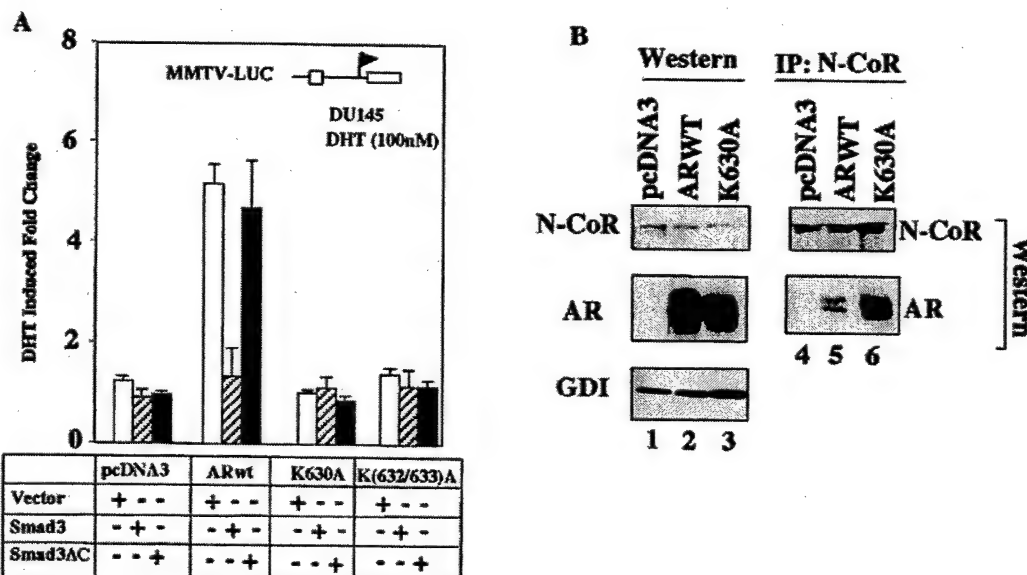 A
8
6
4
2
0
DHT Induced Fold Change
MMTV-LUC
DU145
DHT (100nM)
pcDNA3 ARwt K630A K(632/633)A
Vector + - - + - - + - - + - -
Smad3 - + - - + - - + - - + -
Smad3ΔC - - + - - + - - + - - +
B
Western IP: N-CoR
pcDNA3 ARWT K630A pcDNA3 ARWT K630A
N-CoR N-CoR
AR AR
4 5 6
Western
GDI
1 2 3